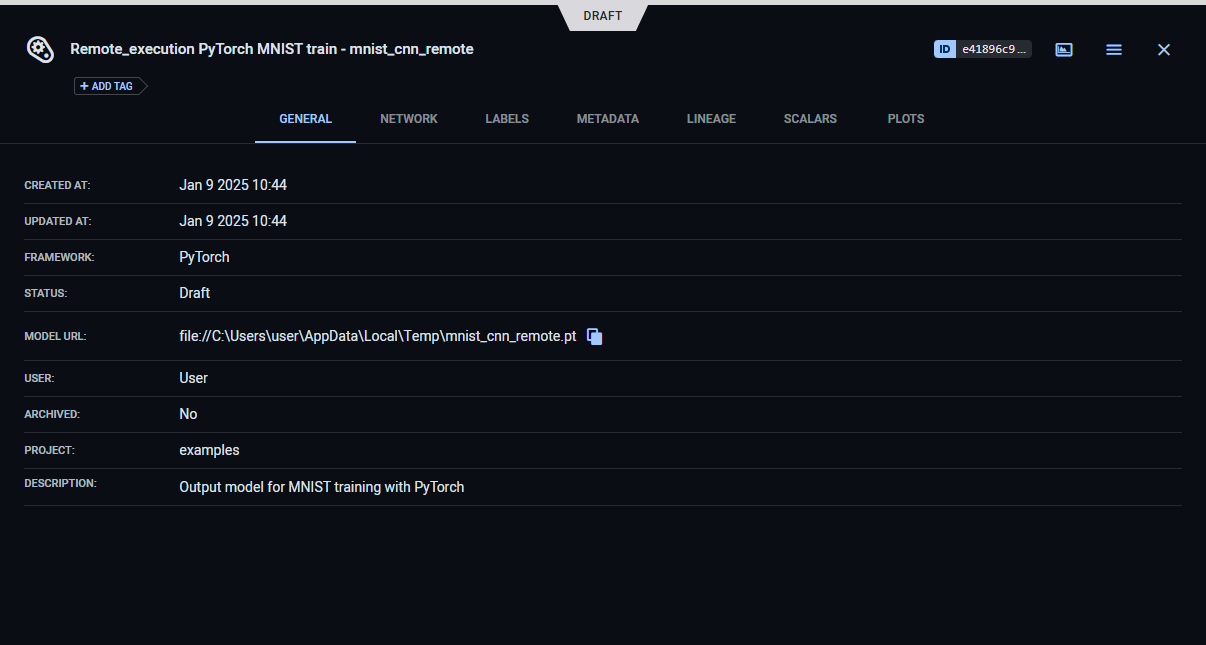 DRAFT
Remote_execution PyTorch MNIST train - mnist_cnn_remote
ID e41896c9...
+ ADD TAG
GENERAL NETWORK LABELS METADATA LINEAGE SCALARS PLOTS
CREATED AT: Jan 9 2025 10:44
UPDATED AT: Jan 9 2025 10:44
FRAMEWORK: PyTorch
STATUS: Draft
MODEL URL: file://C:\Users\user\AppData\Local\Temp\mnist_cnn_remote.pt
USER: User
ARCHIVED: No
PROJECT: examples
DESCRIPTION: Output model for MNIST training with PyTorch